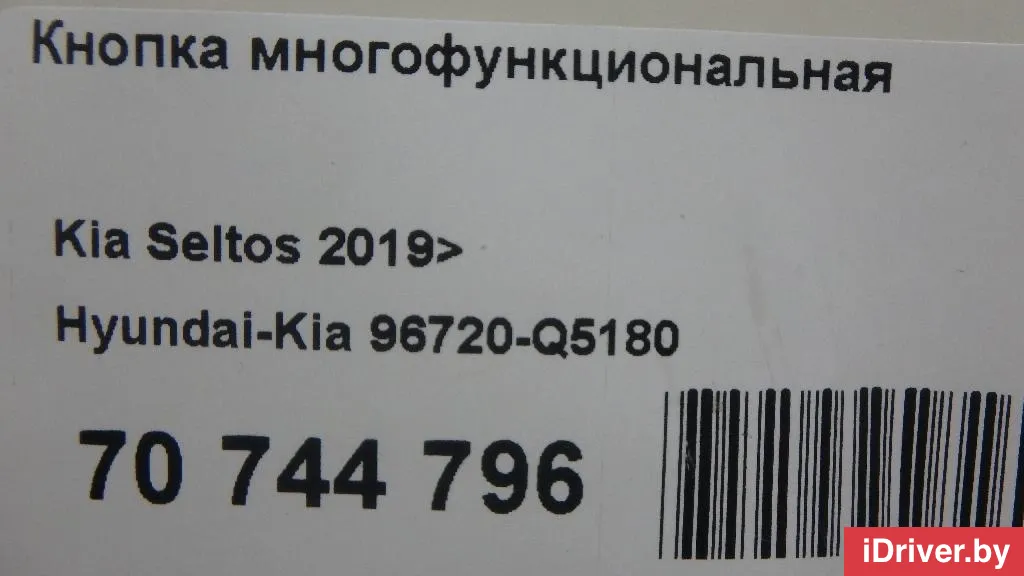 Кнопка многофункциональная
Kia Seltos 2019>
Hyundai-Kia 96720-Q5180
70 744 796
iDriver.by